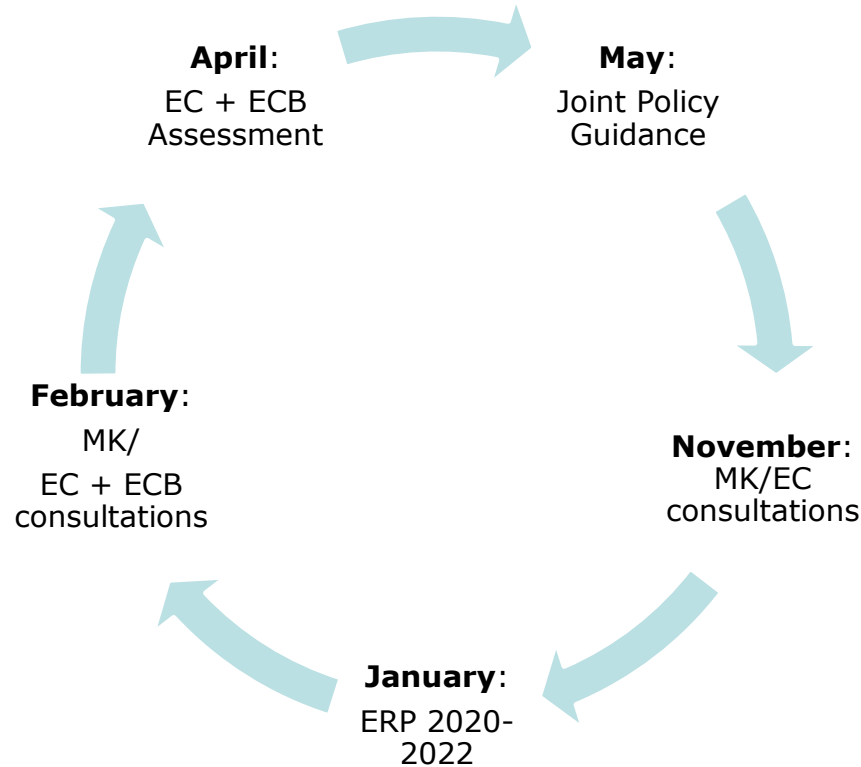 April:
EC + ECB
Assessment
May:
Joint Policy
Guidance
November:
MK/EC
consultations
January:
ERP 2020-
2022
February:
MK/
EC + ECB
consultations